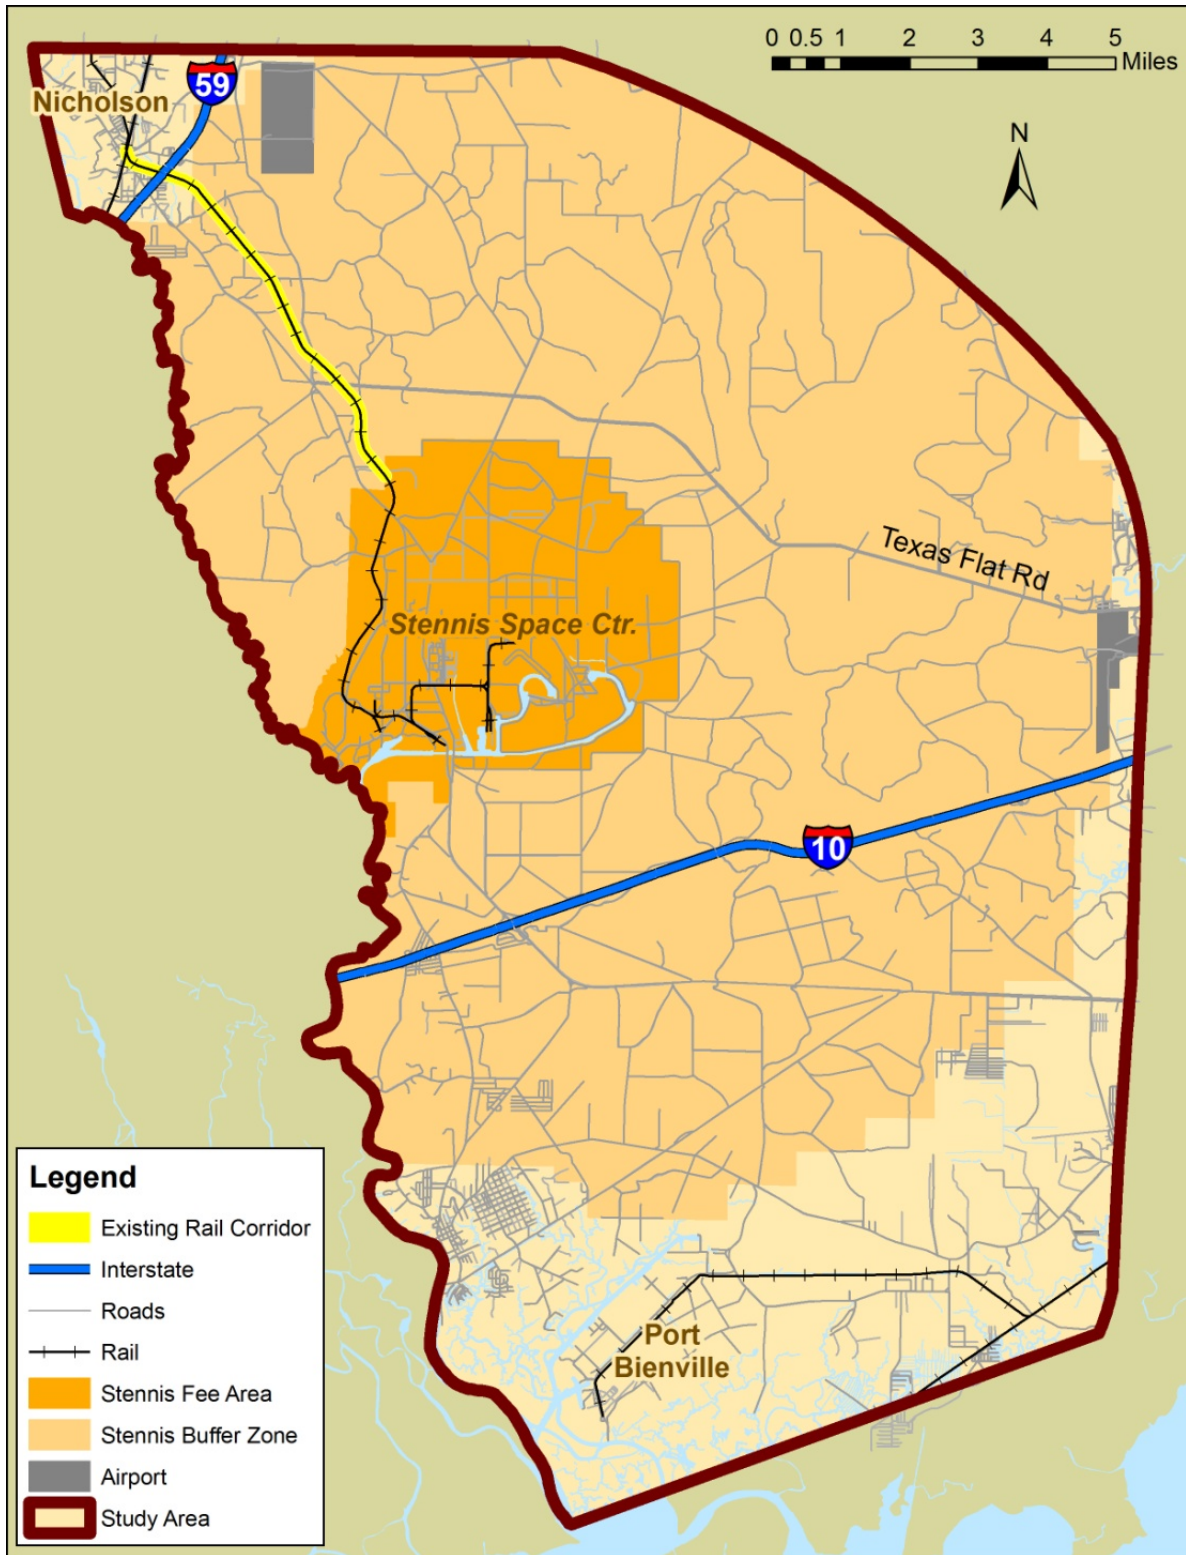 0 0.5 1 2 3 4 5
Miles
59
Nicholson
N
Texas Flat Rd
Stennis Space Ctr.
10
Legend
Existing Rail Corridor
Interstate
Roads
Rail
Stennis Fee Area
Stennis Buffer Zone
Airport
Study Area
Port
Bienville